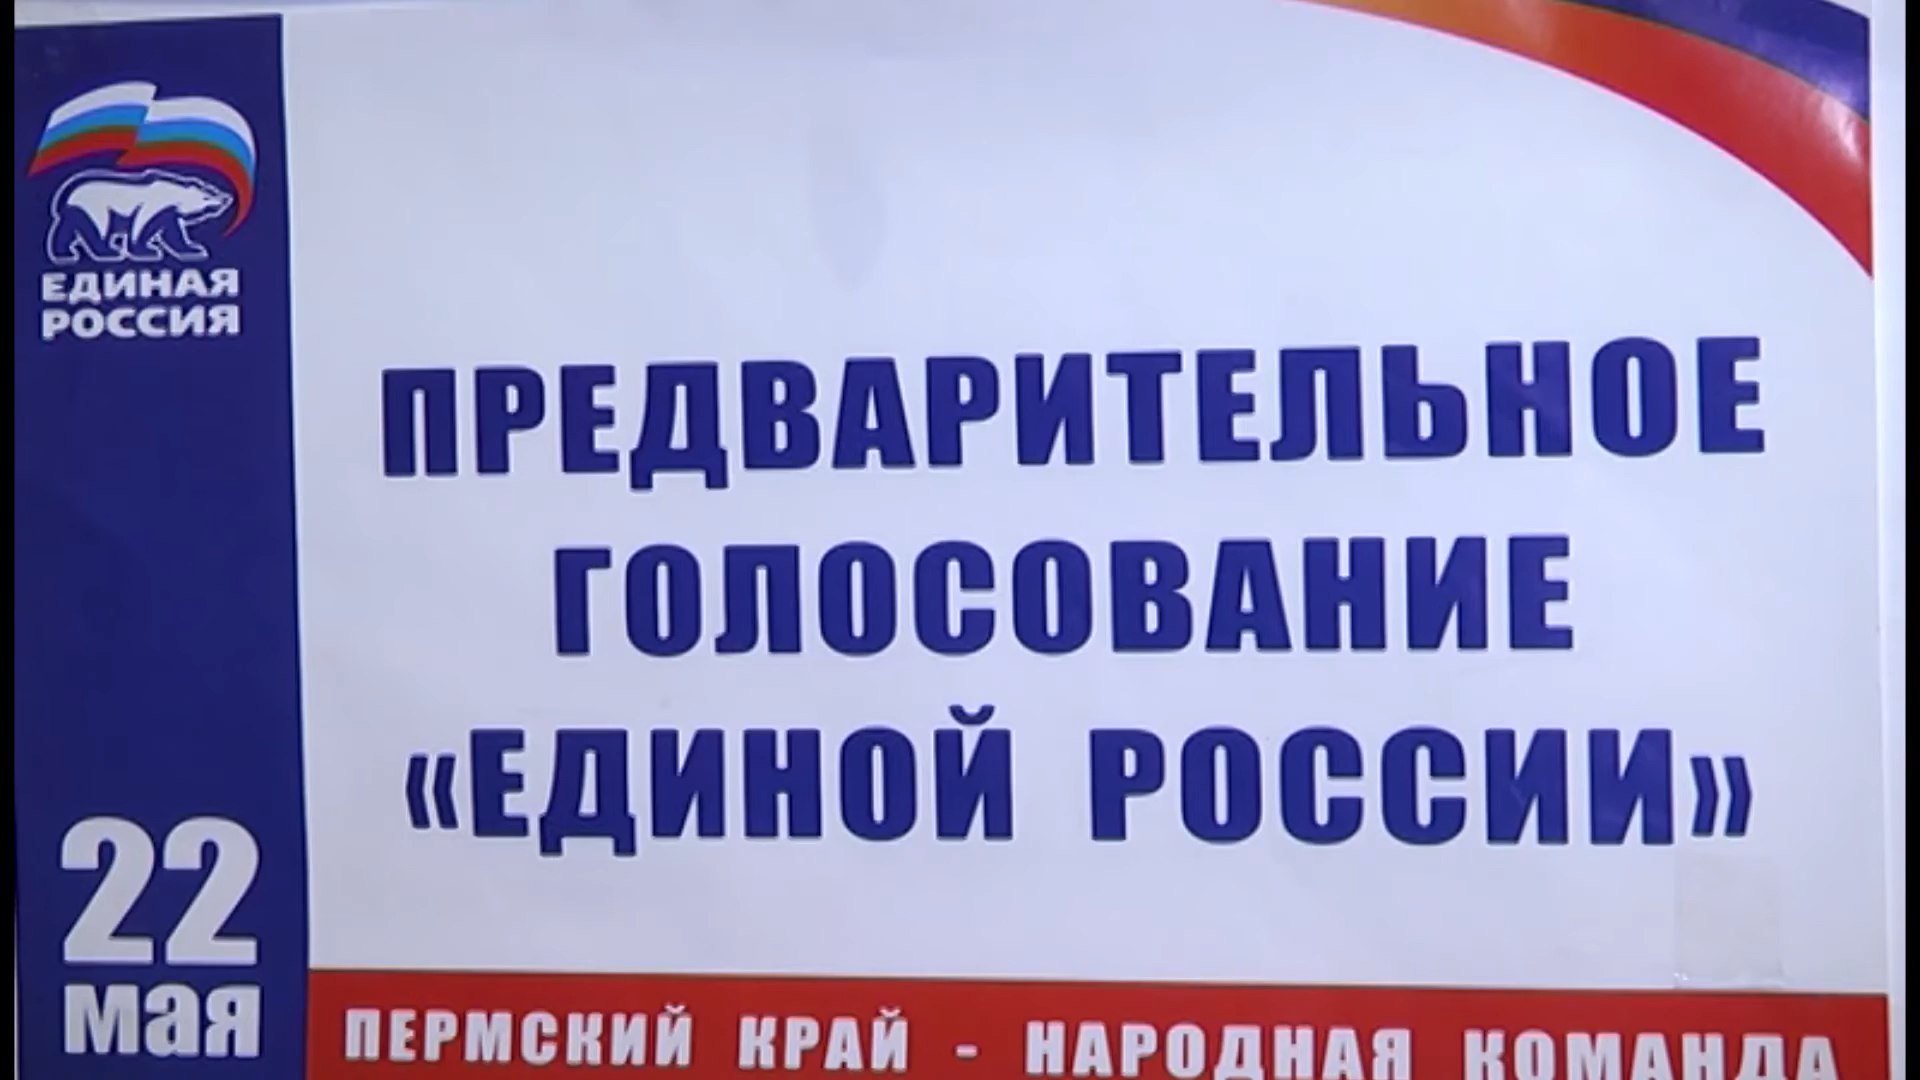 ЕДИНАЯ
РОССИЯ
ПРЕДВАРИТЕЛЬНОЕ
ГОЛОСОВАНИЕ
«ЕДИНОЙ РОССИИ»
22
мая
ПЕРМСКИЙ КРАЙ - НАРОДНАЯ КОМАНДА